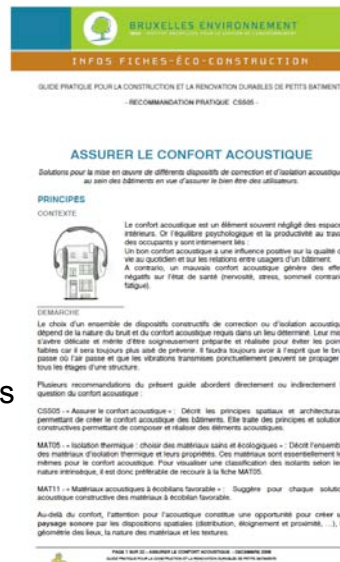 BRUXELLES ENVIRONNEMENT
INFOS FICHES-ÉCO-CONSTRUCTION
GUIDE PRATIQUE POUR LA CONSTRUCTION ET LA RENOVATION DURABLES DE PETITS BATIMENTS
- RECOMMANDATION PRATIQUE CSS05 -
ASSURER LE CONFORT ACOUSTIQUE
Solutions pour la mise en œuvre de différents dispositifs de correction et d'isolation acoustique
au sein des bâtiments en vue d'assurer le bien être des utilisateurs.
PRINCIPES
CONTEXTE
Le confort acoustique est un élément souvent négligé des espaces
intérieurs. Or l'équilibre psychologique et la productivité au travail
des occupants y sont intimement liés :
Un bon confort acoustique a une influence positive sur la qualité de
vie au quotidien et sur les relations entre usagers d'un bâtiment.
A contrario, un mauvais confort acoustique génère des effets
négatifs sur l'état de santé (nervosité, stress, sommeil contrarié,
fatigue).
DEMARCHE
Le choix d'un ensemble de dispositifs constructifs de correction ou d'isolation acoustique
dépend de la nature du bruit et du confort acoustique requis dans un lieu déterminé. Leur mise
s'avère délicate et mérite d'être soigneusement préparée et réalisée pour éviter les points
faibles car il sera toujours plus aisé de prévenir. Il faudra toujours avoir à l'esprit que le bruit
passe où l'air passe et que les vibrations transmises ponctuellement peuvent se propager à
tous les étages d'une structure.
s
Plusieurs recommandations du présent guide abordent directement ou indirectement la
question du confort acoustique :
CSS05 - « Assurer le confort acoustique » : Décrit les principes spatiaux et architecturaux
permettant de créer le confort acoustique des bâtiments. Elle traite des principes et solutions
constructives permettant de composer et réaliser des éléments acoustiques.
MAT05 - « Isolation thermique : choisir des matériaux sains et écologiques » : Décrit l'ensemble
des matériaux d'isolation thermique et leurs propriétés. Ces matériaux sont essentiellement les
mêmes pour le confort acoustique. Pour visualiser une classification des isolants selon leur
nature intrinsèque, il est donc préférable de recourir à la fiche MAT05.
MAT11 - « Matériaux acoustiques à écobilans favorable » : Suggère pour chaque solution
acoustique constructive des matériaux à écobilan favorable.
Au-delà du confort, l'attention pour l'acoustique constitue une opportunité pour créer un
paysage sonore par les dispositions spatiales (distribution, éloignement et proximité, …), la
géométrie des lieux, la nature des matériaux et les textures.
PAGE 1 SUR 22 - ASSURER LE CONFORT ACOUSTIQUE - DECEMBRE 2008